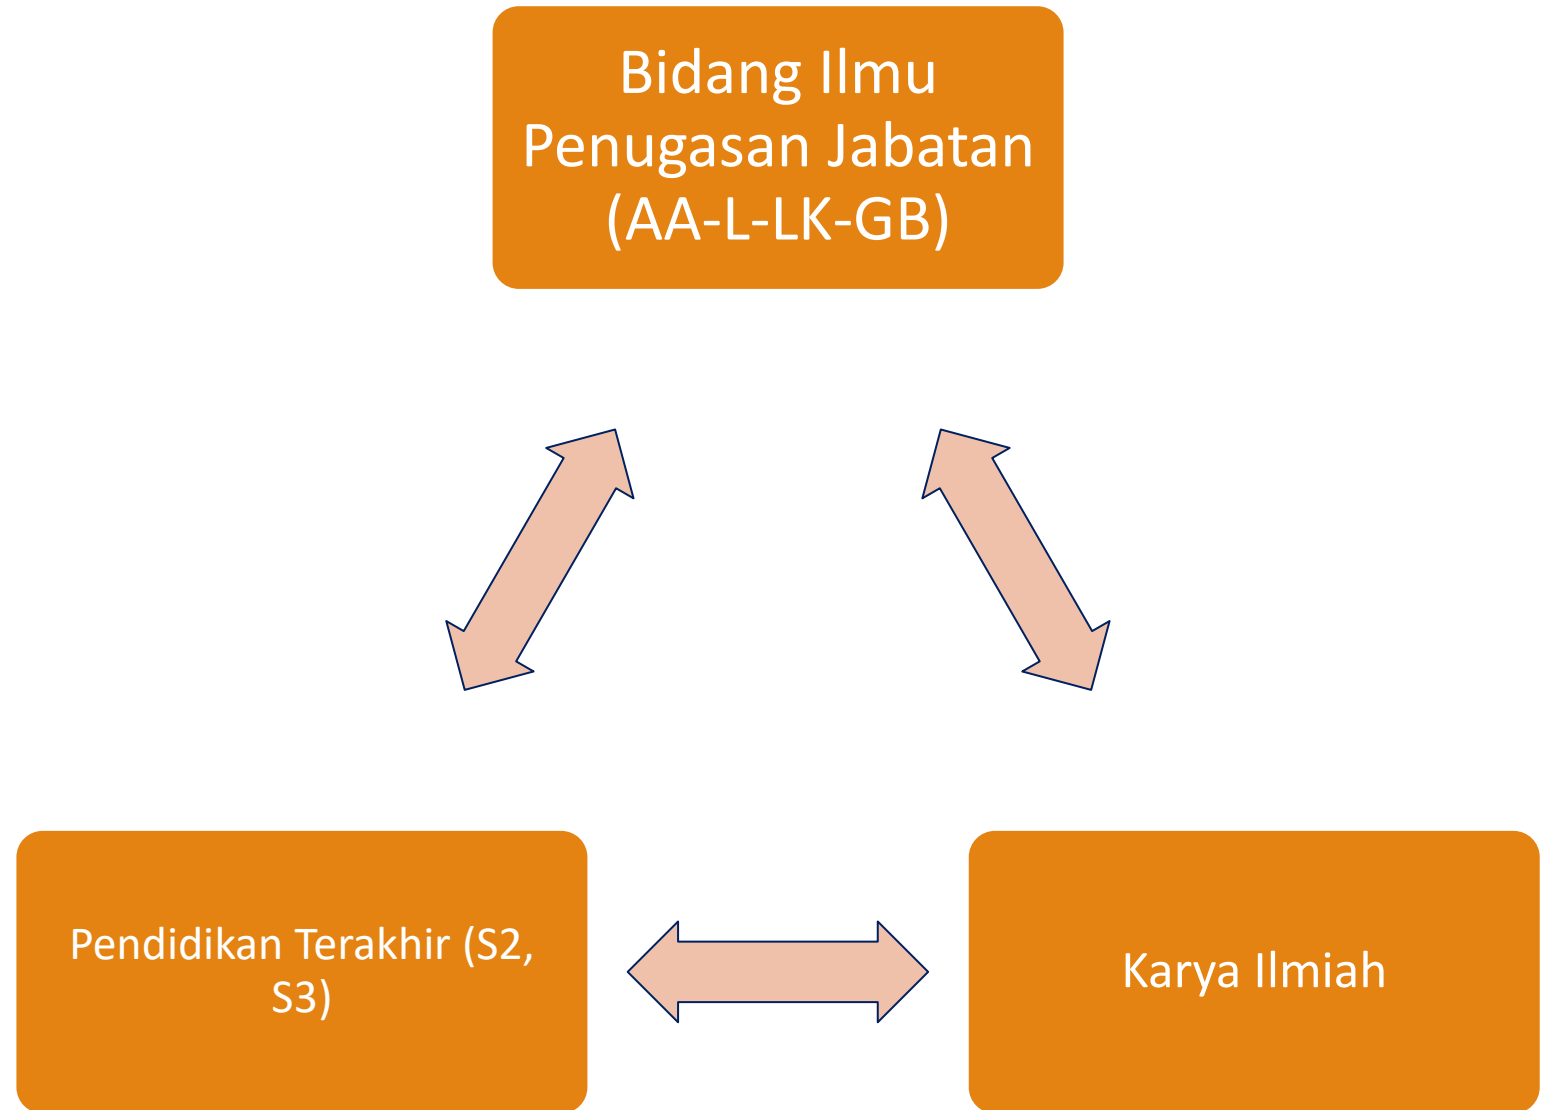 Bidang Ilmu
Penugasan Jabatan
(AA-L-LK-GB)
Pendidikan Terakhir (S2,
S3)
Karya Ilmiah